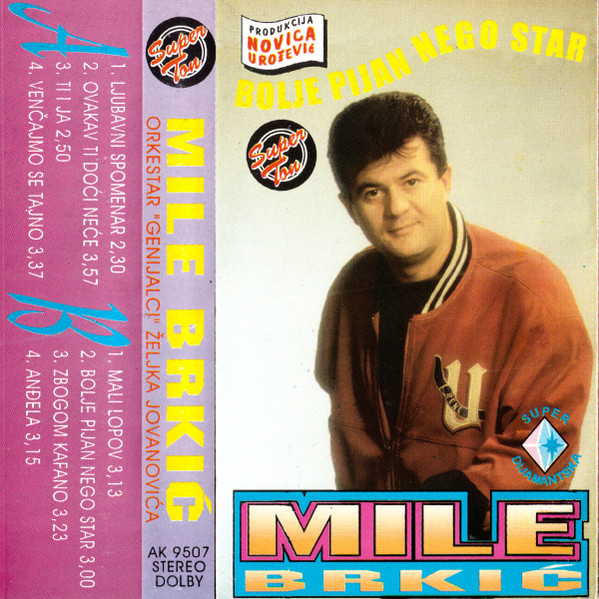 A
1. LJUBAVNI SPOMENAR 2,30
2. OVAKAV TI DOĆI NEĆE 3,57
3. TI I JA 2,50
4. VENČAJMO SE TAJNO 3,37
B
1. MALI LOPOV 3,13
2. BOLJE PIJAN NEGO STAR 3,00
3. ZBOGOM KAFANO 3,23
4. ANĐELA 3,15
Super
Ton
MILE BRKIĆ
ORKESTAR "GENIJALCI" ŽELJKA JOVANOVIĆA
AK 9507
STEREO
DOLBY
PRODUKCIJA
NOVICA
UROŠEVIĆ
BOLJE PIJAN NEGO STAR
Super
Ton
U
SUPER
DIJAMANTSKA
MILE
BRKIĆ